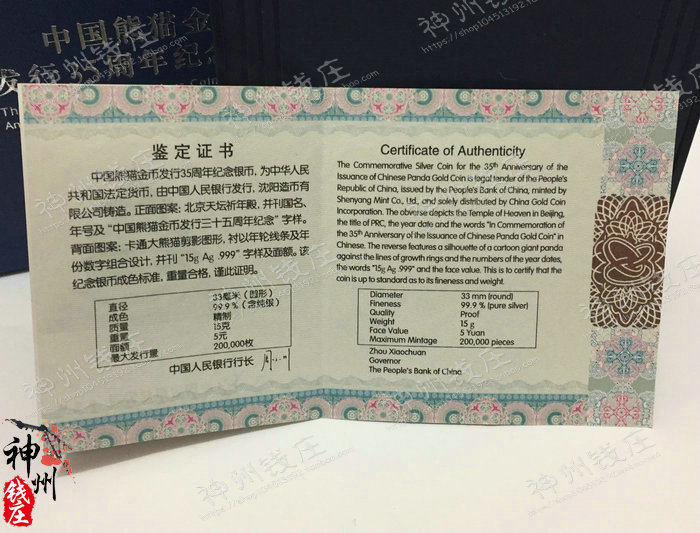 中国熊猫金
发行35周年纪念
鉴定证书
中国熊猫金币发行35周年纪念银币,为中华人民
共和国法定货币,由中国人民银行发行,沈阳造币有
限公司铸造。正面图案:北京天坛祈年殿,并刊国名、
年号及“中国熊猫金币发行三十五周年纪念”字样。
背面图案:卡通大熊猫剪影图形,衬以年轮线条及年
份数字组合设计,并刊“15g Ag .999”字样及面额。该
纪念银币成色标准,重量合格,谨此证明。
直径 33毫米
成色 99.9%
质量 精制
重量 15克
面额 5元
最大发行量 200,000枚
中国人民银行行长
Certificate of Authenticity
The Commemorative Silver Coin for the 35th Anniversary of the
Issuance of Chinese Panda Gold Coin is legal tender of the People's
Republic of China, issued by the People's Bank of China, minted by
Shenyang Mint Co., Ltd., and solely distributed by China Gold Coin
Incorporation. The obverse depicts the Temple of Heaven in Beijing,
the title of PRC, the year date and the words "In Commemoration of
the 35th Anniversary of the Issuance of Chinese Panda Gold Coin" in
Chinese. The reverse features a silhouette of a cartoon giant panda
against the lines of growth rings and the numbers of the year dates,
the words "15g Ag .999" and the face value. This is to certify that the
coin is up to standard as to its fineness and weight.
Diameter 33 mm (round)
Fineness 99.9 % (pure silver)
Quality Proof
Weight 15 g
Face Value 5 Yuan
Maximum Mintage 200,000 pieces
Zhou Xiaochuan
Governor
The People's Bank of China
神州
钱庄
神州钱庄